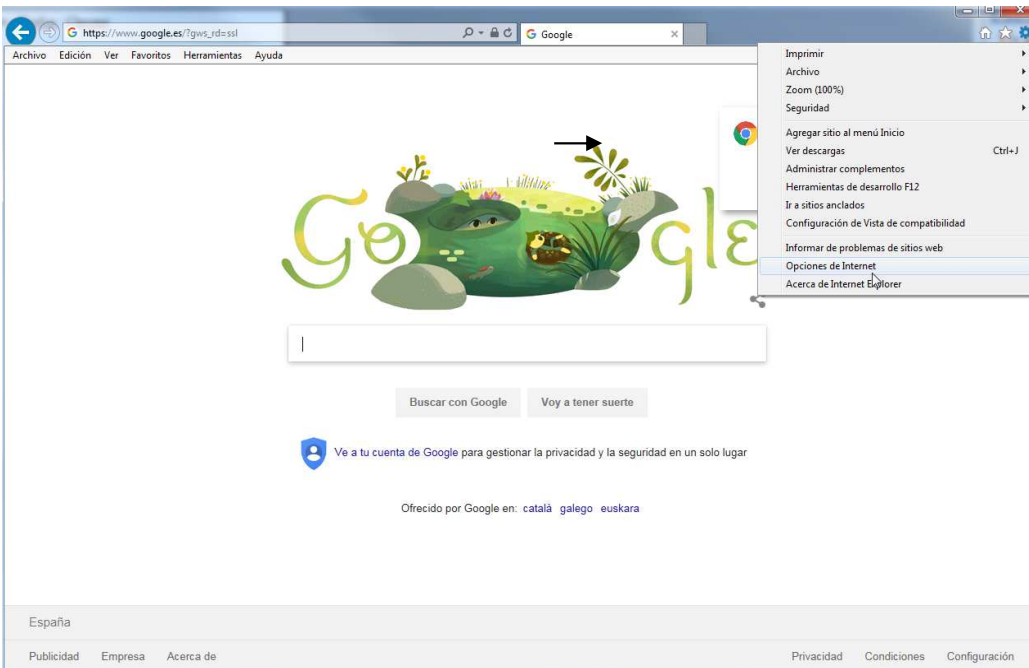 https://www.google.es/?gws_rd=ssl
Google
Archivo Edición Ver Favoritos Herramientas Ayuda
Imprimir
Archivo
Zoom (100%)
Seguridad
Agregar sitio al menú Inicio
Ver descargas Ctrl+J
Administrar complementos
Herramientas de desarrollo F12
Ir a sitios anclados
Configuración de Vista de compatibilidad
Informar de problemas de sitios web
Opciones de Internet
Acerca de Internet Explorer
Google
Buscar con Google Voy a tener suerte
Ve a tu cuenta de Google para gestionar la privacidad y la seguridad en un solo lugar
Ofrecido por Google en: català galego euskara
España
Publicidad Empresa Acerca de Privacidad Condiciones Configuración